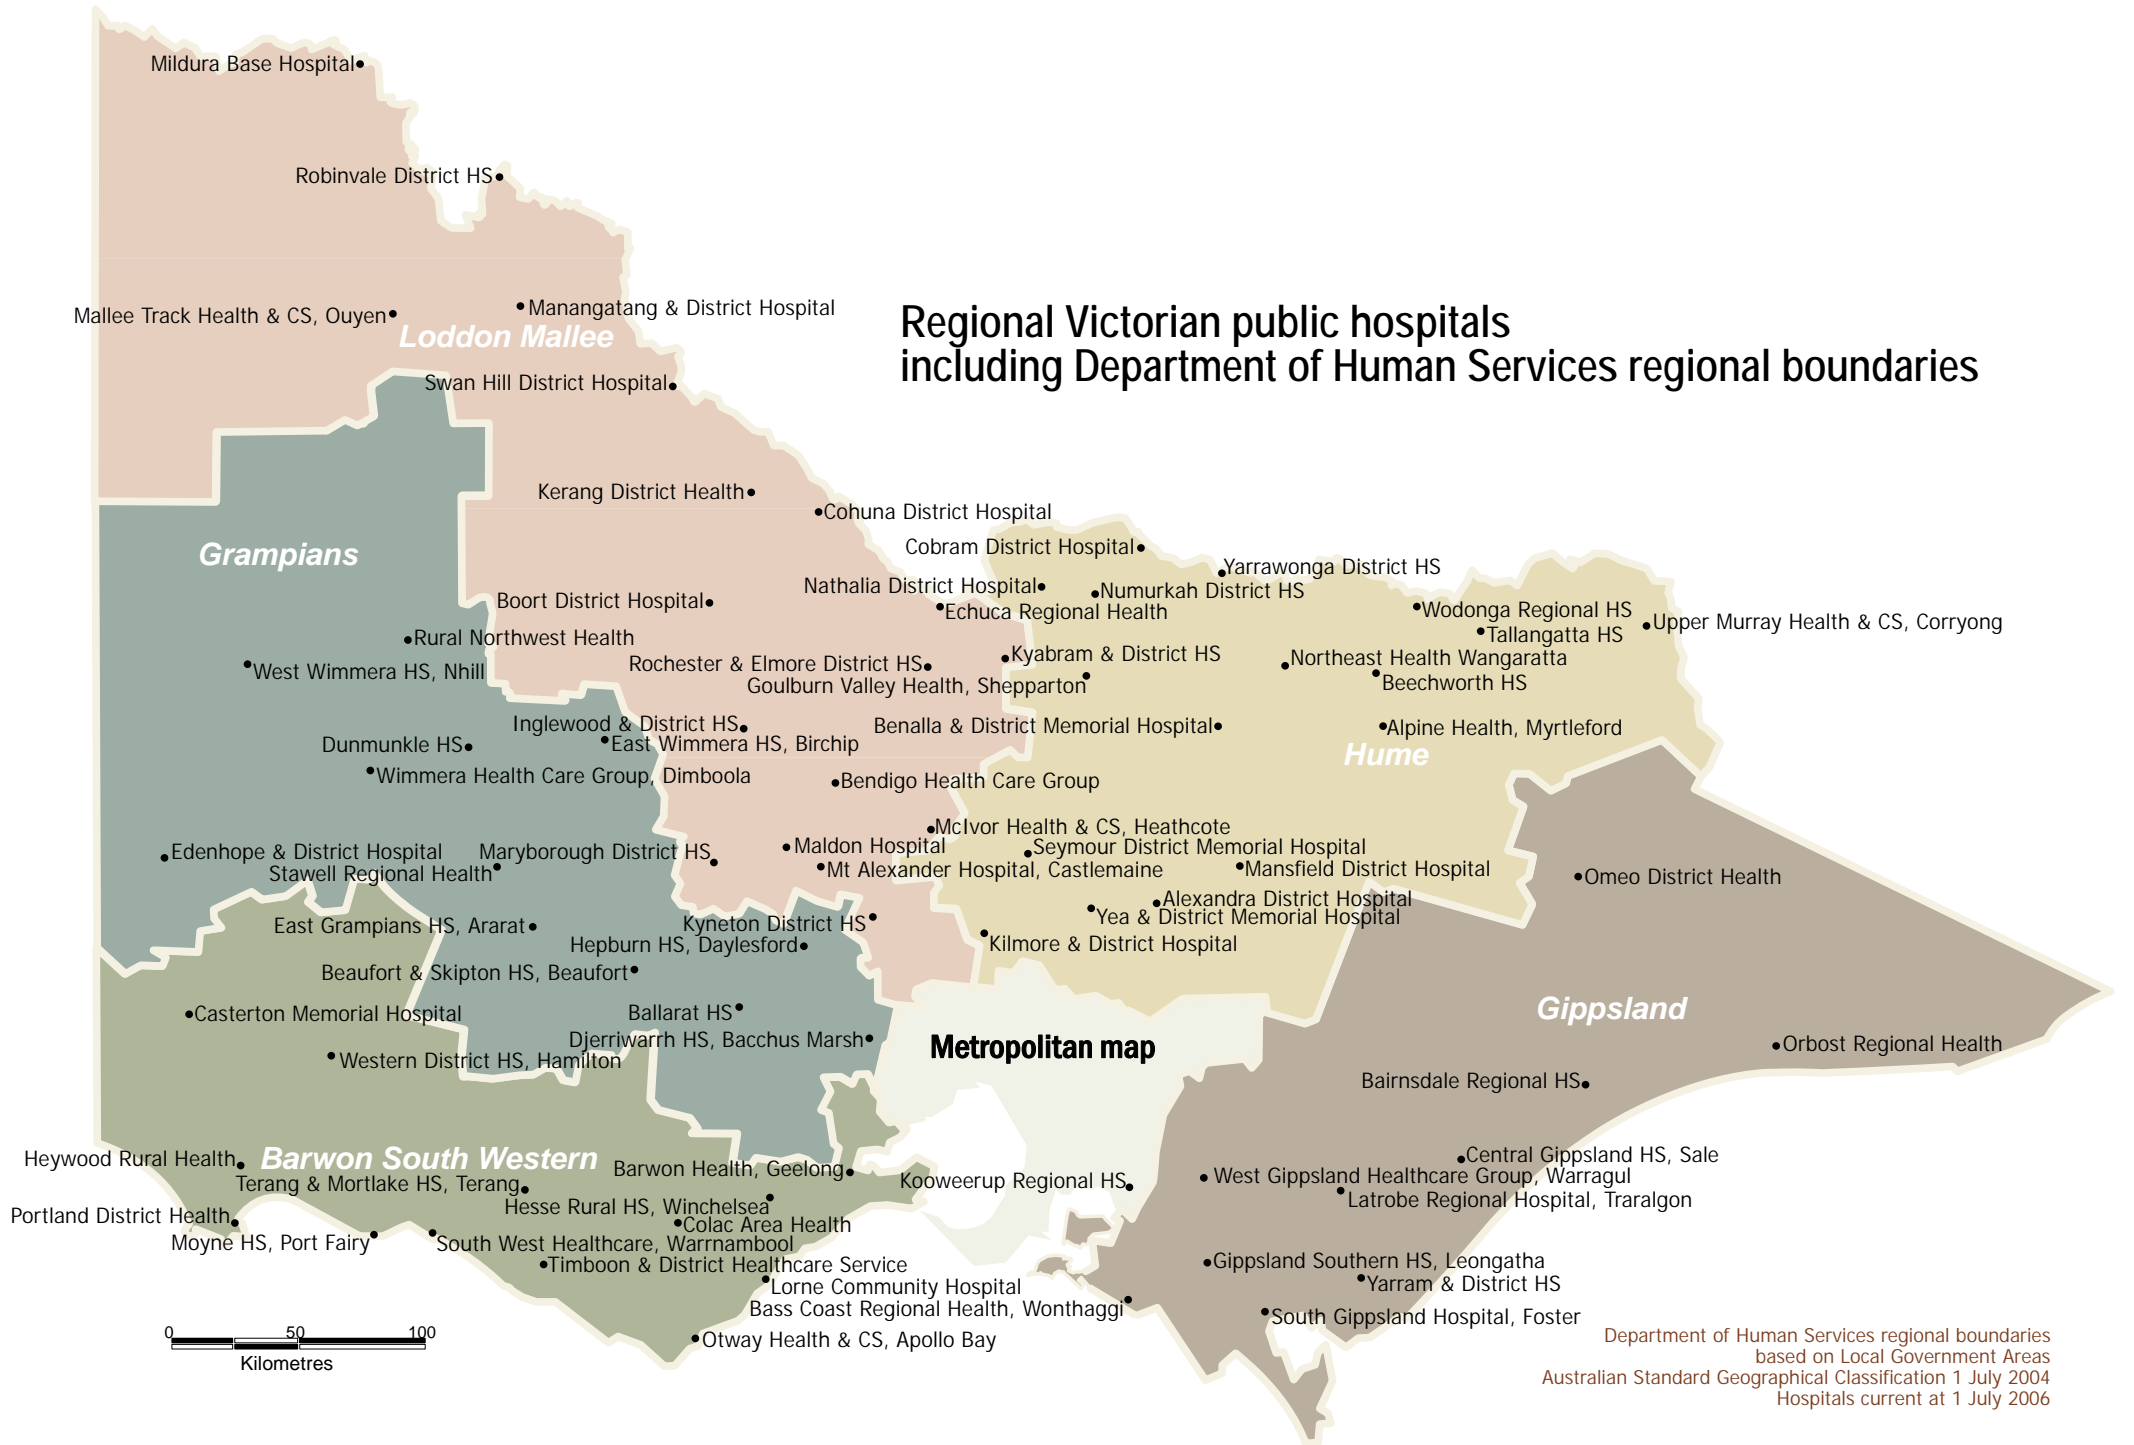 Mildura Base Hospital
Robinvale District HS
Mallee Track Health & CS, Ouyen
Manangatang & District Hospital
Loddon Mallee
Regional Victorian public hospitals
including Department of Human Services regional boundaries
Swan Hill District Hospital
Kerang District Health
Cohuna District Hospital
Grampians
Cobram District Hospital
Yarrawonga District HS
Nathalia District Hospital
Numurkah District HS
Boort District Hospital
Echuca Regional Health
Wodonga Regional HS
Upper Murray Health & CS, Corryong
Tallangatta HS
Rural Northwest Health
West Wimmera HS, Nhill
Rochester & Elmore District HS
Kyabram & District HS
Northeast Health Wangaratta
Goulburn Valley Health, Shepparton
Beechworth HS
Inglewood & District HS
Benalla & District Memorial Hospital
Alpine Health, Myrtleford
Dunmunkle HS
East Wimmera HS, Birchip
Hume
Wimmera Health Care Group, Dimboola
Bendigo Health Care Group
McIvor Health & CS, Heathcote
Edenhope & District Hospital
Maryborough District HS
Maldon Hospital
Seymour District Memorial Hospital
Stawell Regional Health
Mt Alexander Hospital, Castlemaine
Mansfield District Hospital
Omeo District Health
Alexandra District Hospital
East Grampians HS, Ararat
Kyneton District HS
Yea & District Memorial Hospital
Hepburn HS, Daylesford
Kilmore & District Hospital
Beaufort & Skipton HS, Beaufort
Casterton Memorial Hospital
Ballarat HS
Gippsland
Djerriwarrh HS, Bacchus Marsh
Metropolitan map
Orbost Regional Health
Western District HS, Hamilton
Bairnsdale Regional HS
Heywood Rural Health
Barwon South Western
Barwon Health, Geelong
Central Gippsland HS, Sale
Terang & Mortlake HS, Terang
Kooweerup Regional HS
West Gippsland Healthcare Group, Warragul
Hesse Rural HS, Winchelsea
Latrobe Regional Hospital, Traralgon
Portland District Health
Colac Area Health
Moyne HS, Port Fairy
South West Healthcare, Warrnambool
Timboon & District Healthcare Service
Gippsland Southern HS, Leongatha
Lorne Community Hospital
Yarram & District HS
Bass Coast Regional Health, Wonthaggi
South Gippsland Hospital, Foster
Otway Health & CS, Apollo Bay
0 50 100
Kilometres
Department of Human Services regional boundaries
based on Local Government Areas
Australian Standard Geographical Classification 1 July 2004
Hospitals current at 1 July 2006